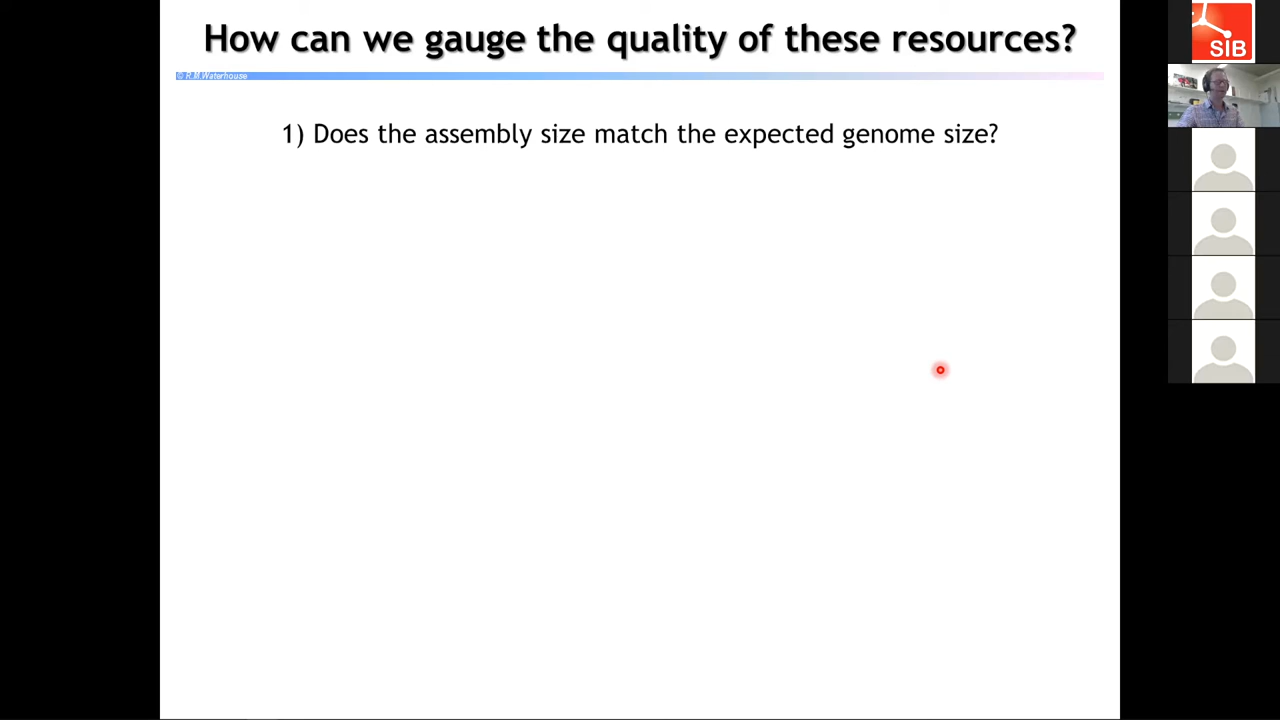 How can we gauge the quality of these resources?
© R.M.Waterhouse
1) Does the assembly size match the expected genome size?
SIB